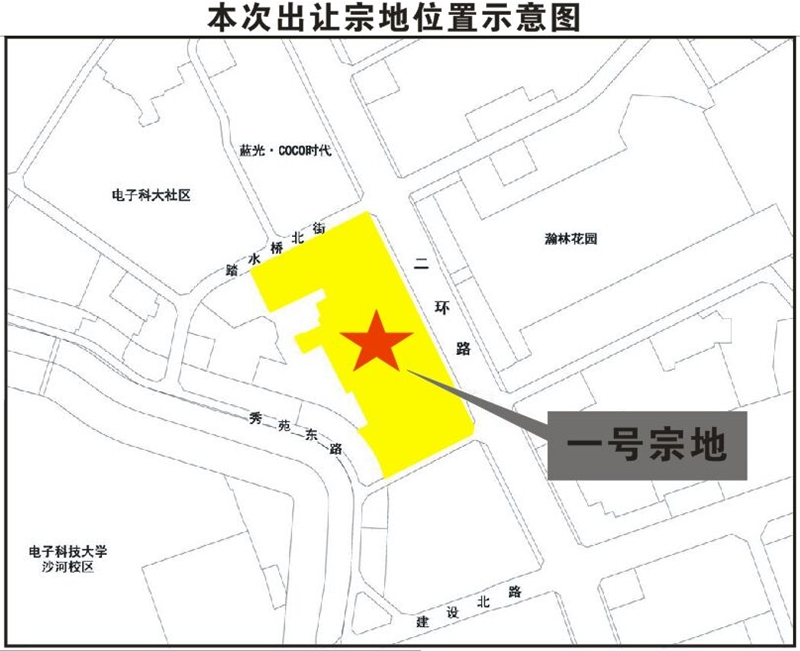 本次出让宗地位置示意图
蓝光·COCO时代
电子科大社区
踏水桥北街
瀚林花园
二环路
秀苑东路
一号宗地
电子科技大学
沙河校区
建设北路